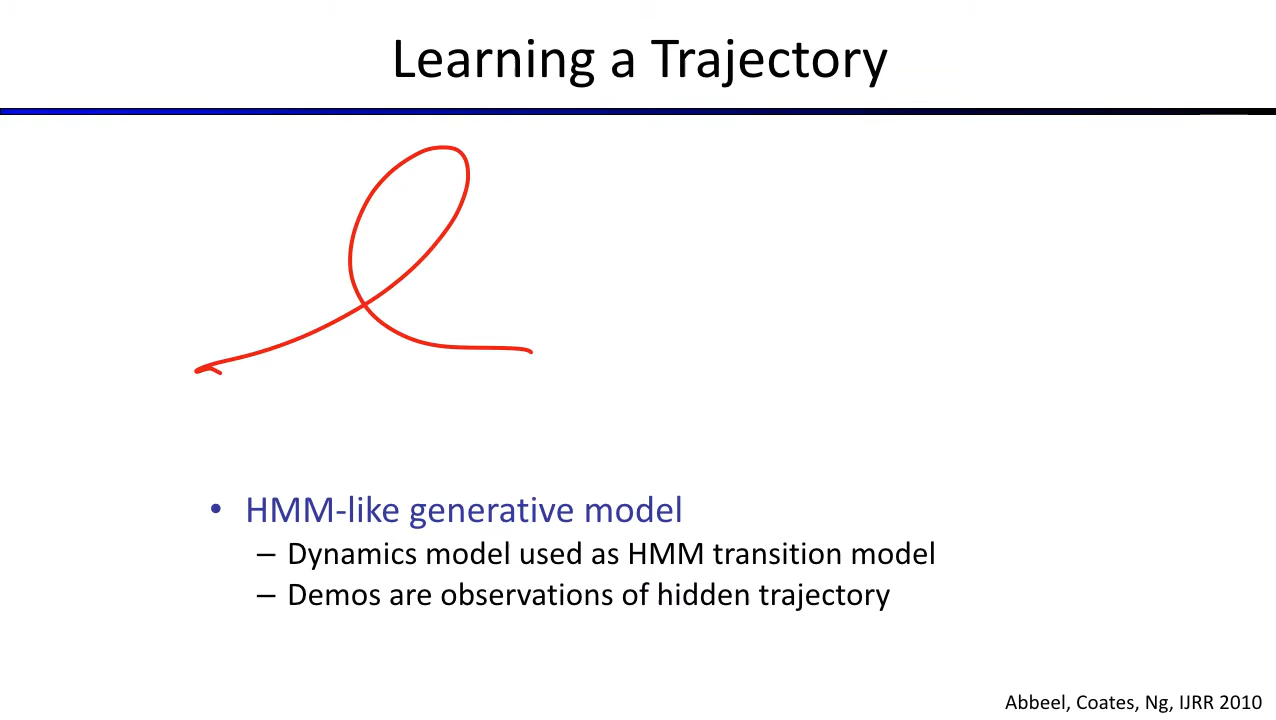 Learning a Trajectory
• HMM-like generative model
– Dynamics model used as HMM transition model
– Demos are observations of hidden trajectory
Abbeel, Coates, Ng, IJRR 2010